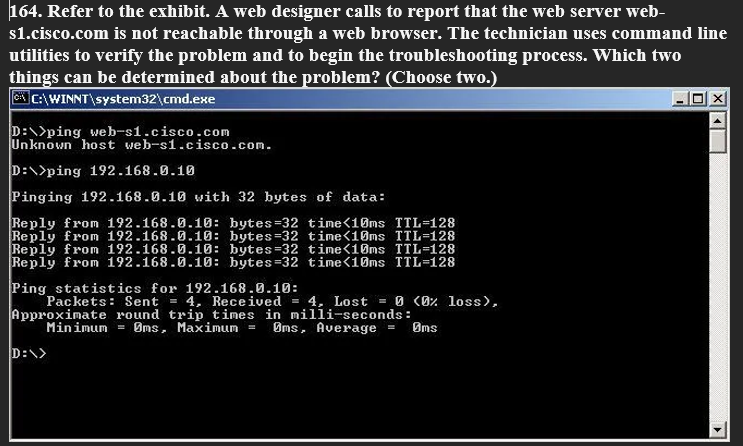 164. Refer to the exhibit. A web designer calls to report that the web server web-
s1.cisco.com is not reachable through a web browser. The technician uses command line
utilities to verify the problem and to begin the troubleshooting process. Which two
things can be determined about the problem? (Choose two.)
C:\WINNT\system32\cmd.exe
D:\>ping web-s1.cisco.com
Unknown host web-s1.cisco.com.
D:\>ping 192.168.0.10
Pinging 192.168.0.10 with 32 bytes of data:
Reply from 192.168.0.10: bytes=32 time<10ms TTL=128
Reply from 192.168.0.10: bytes=32 time<10ms TTL=128
Reply from 192.168.0.10: bytes=32 time<10ms TTL=128
Reply from 192.168.0.10: bytes=32 time<10ms TTL=128
Ping statistics for 192.168.0.10:
Packets: Sent = 4, Received = 4, Lost = 0 (0% loss),
Approximate round trip times in milli-seconds:
Minimum = 0ms, Maximum =  0ms, Average =  0ms
D:\>